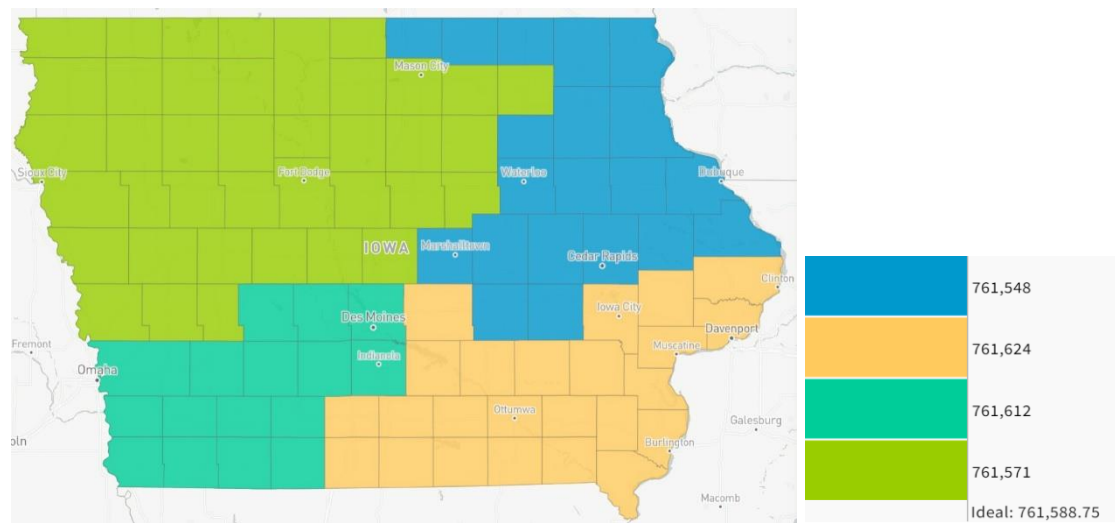 Mason City
Sioux City
Fort Dodge
Waterloo
Dubuque
IOWA
Marshalltown
Cedar Rapids
Clinton
761,548
Iowa City
Des Moines
Davenport
761,624
Fremont
Muscatine
Indianola
Omaha
761,612
Ottumwa
Galesburg
oln
Burlington
761,571
Macomb
Ideal: 761,588.75